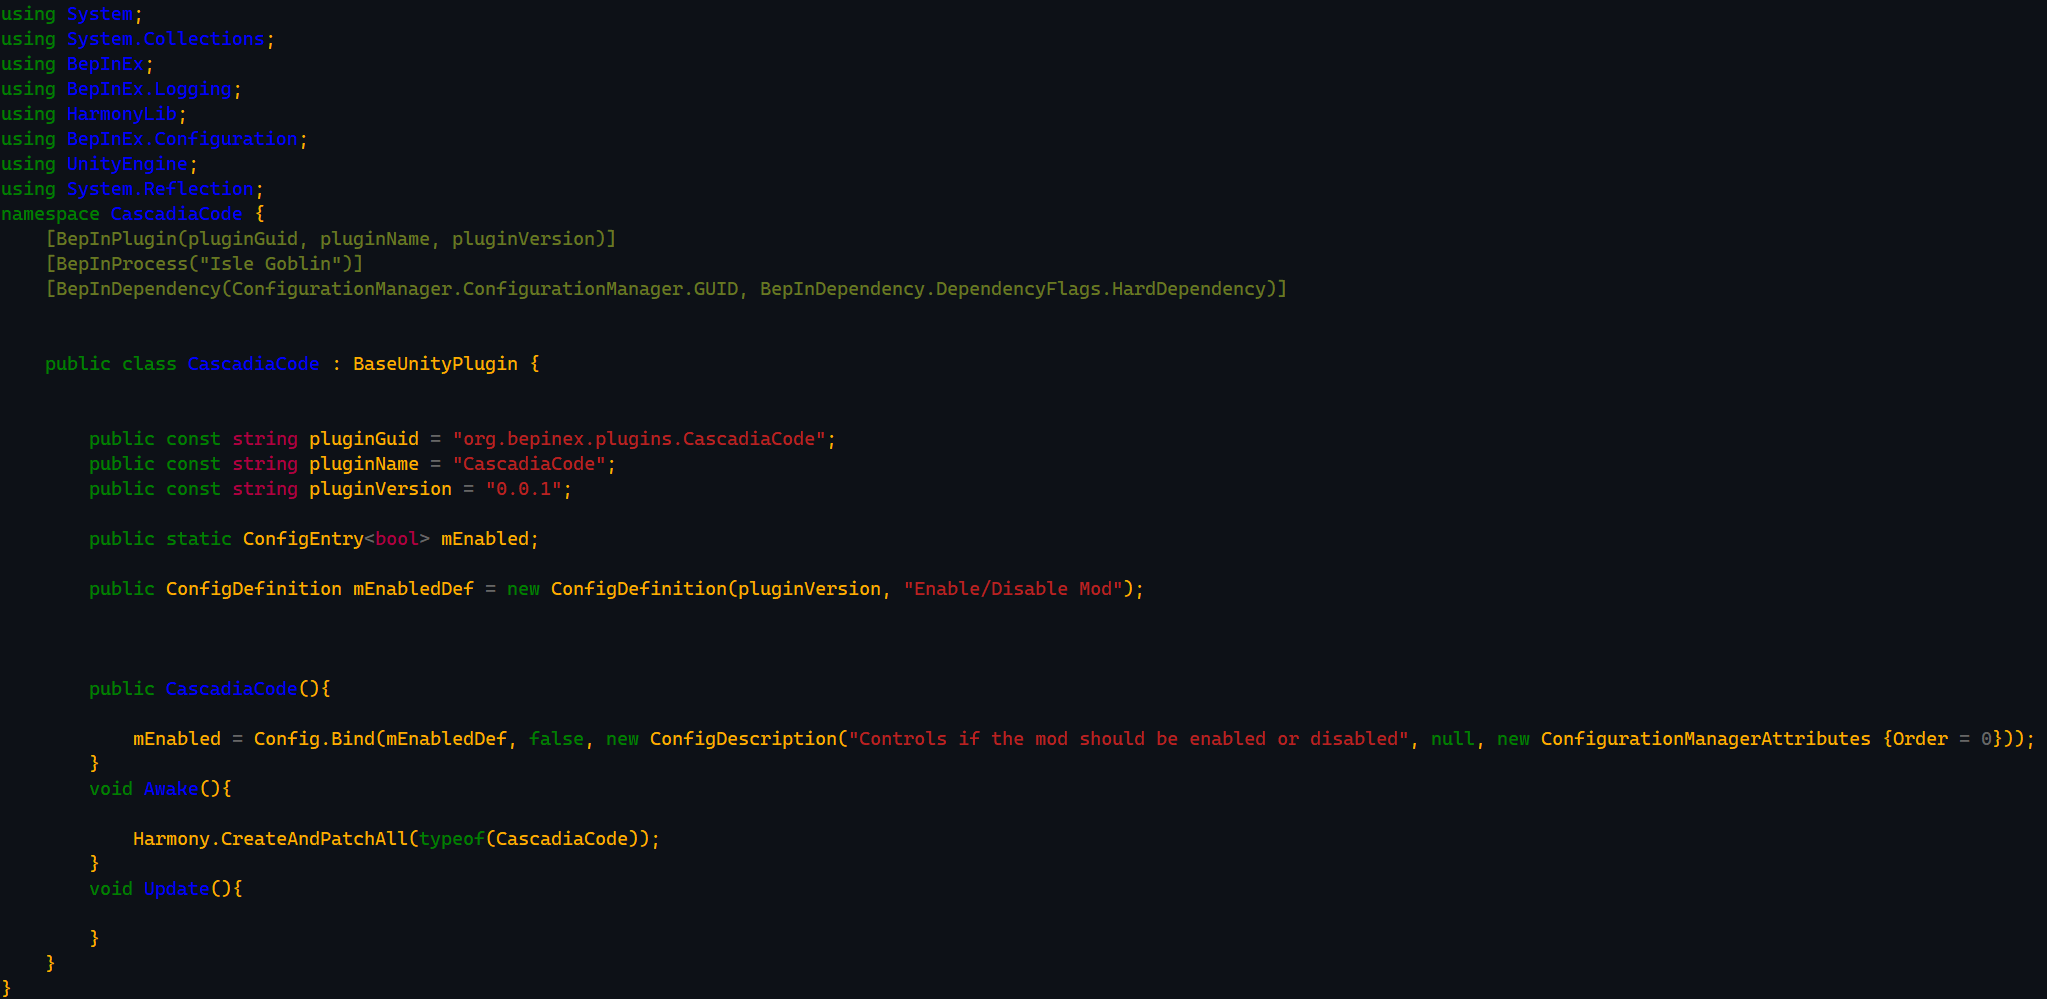 using System;
using System.Collections;
using BepInEx;
using BepInEx.Logging;
using HarmonyLib;
using BepInEx.Configuration;
using UnityEngine;
using System.Reflection;
namespace CascadiaCode {
    [BepInPlugin(pluginGuid, pluginName, pluginVersion)]
    [BepInProcess("Isle Goblin")]
    [BepInDependency(ConfigurationManager.ConfigurationManager.GUID, BepInDependency.DependencyFlags.HardDependency)]
    public class CascadiaCode : BaseUnityPlugin {
        public const string pluginGuid = "org.bepinex.plugins.CascadiaCode";
        public const string pluginName = "CascadiaCode";
        public const string pluginVersion = "0.0.1";
        public static ConfigEntry<bool> mEnabled;
        public ConfigDefinition mEnabledDef = new ConfigDefinition(pluginVersion, "Enable/Disable Mod");
        public CascadiaCode(){
            mEnabled = Config.Bind(mEnabledDef, false, new ConfigDescription("Controls if the mod should be enabled or disabled", null, new ConfigurationManagerAttributes {Order = 0}));
        }
        void Awake(){
            Harmony.CreateAndPatchAll(typeof(CascadiaCode));
        }
        void Update(){
        }
    }
}